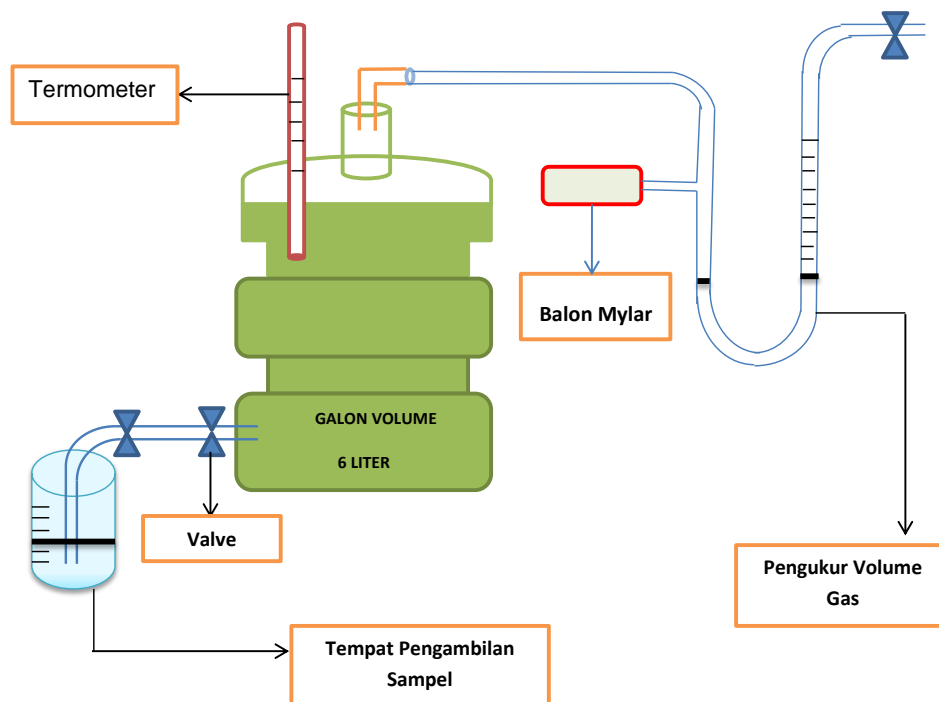 Termometer
Balon Mylar
GALON VOLUME
6 LITER
Valve
Pengukur Volume
Gas
Tempat Pengambilan
Sampel